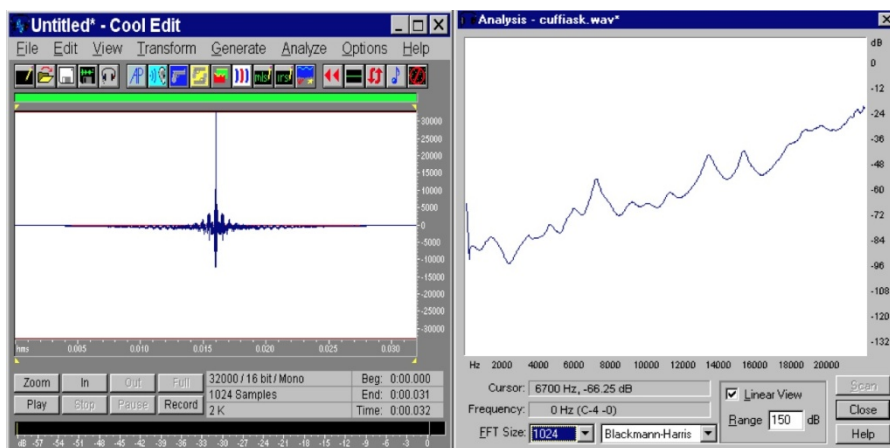 Untitled* - Cool Edit
File Edit View Transform Generate Analyze Options Help
30000
25000
20000
15000
10000
5000
0
-5000
-10000
-15000
-20000
-25000
-30000
hms 0.005 0.010 0.015 0.020 0.025 0.030
Zoom In Out Full
Play Stop Pause Record
32000 / 16 bit / Mono
1024 Samples
2 K
Beg: 0:00.000
End: 0:00.031
Time: 0:00.032
dB -57 -54 -51 -48 -45 -42 -39 -36 -33 -30 -27 -24 -21 -18 -15 -12 -9 -6 -3 0
Analysis - cuffiask.wav*
dB
0
-12
-24
-36
-48
-60
-72
-84
-96
-108
-120
-132
Hz 2000 4000 6000 8000 10000 12000 14000 16000 18000 20000
Cursor: 6700 Hz, -66.25 dB
Frequency: 0 Hz (C-4 -0)
FFT Size: 1024 Blackmann-Harris
Linear View
Range 150 dB
Scan
Close
Help